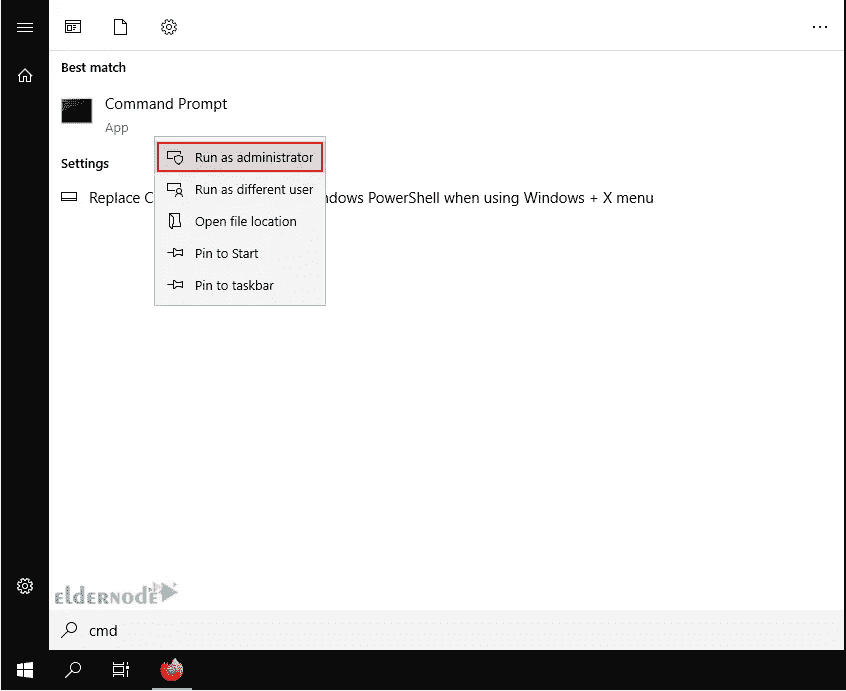 Best match
Command Prompt
App
Run as administrator
Settings
Run as different user
Replace C
ndows PowerShell when using Windows + X menu
Open file location
Pin to Start
Pin to taskbar
eldernode
cmd